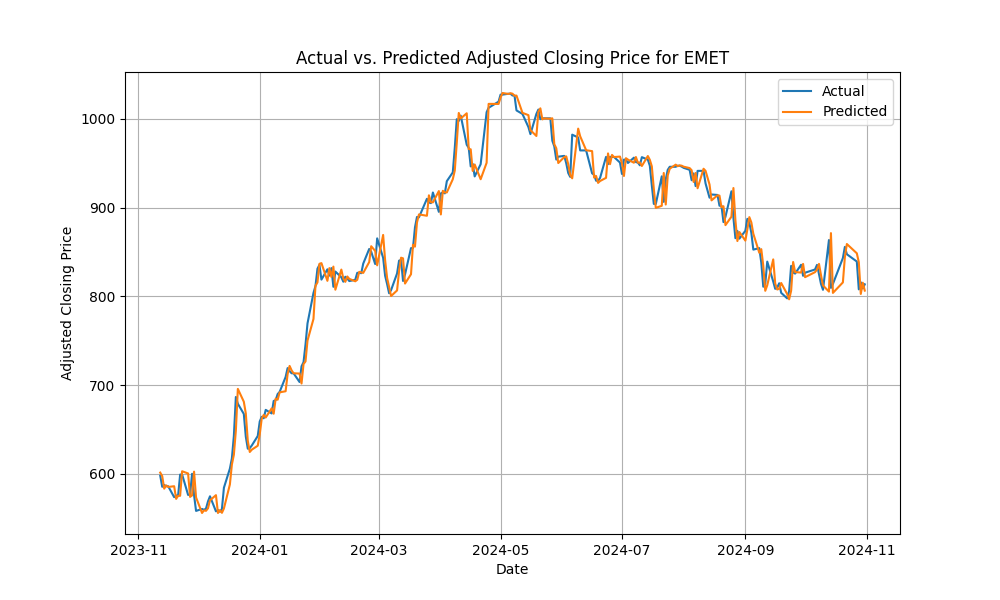 Actual vs. Predicted Adjusted Closing Price for EMET
Actual
Predicted
Adjusted Closing Price
1000
900
800
700
600
2023-11 2024-01 2024-03 2024-05 2024-07 2024-09 2024-11
Date